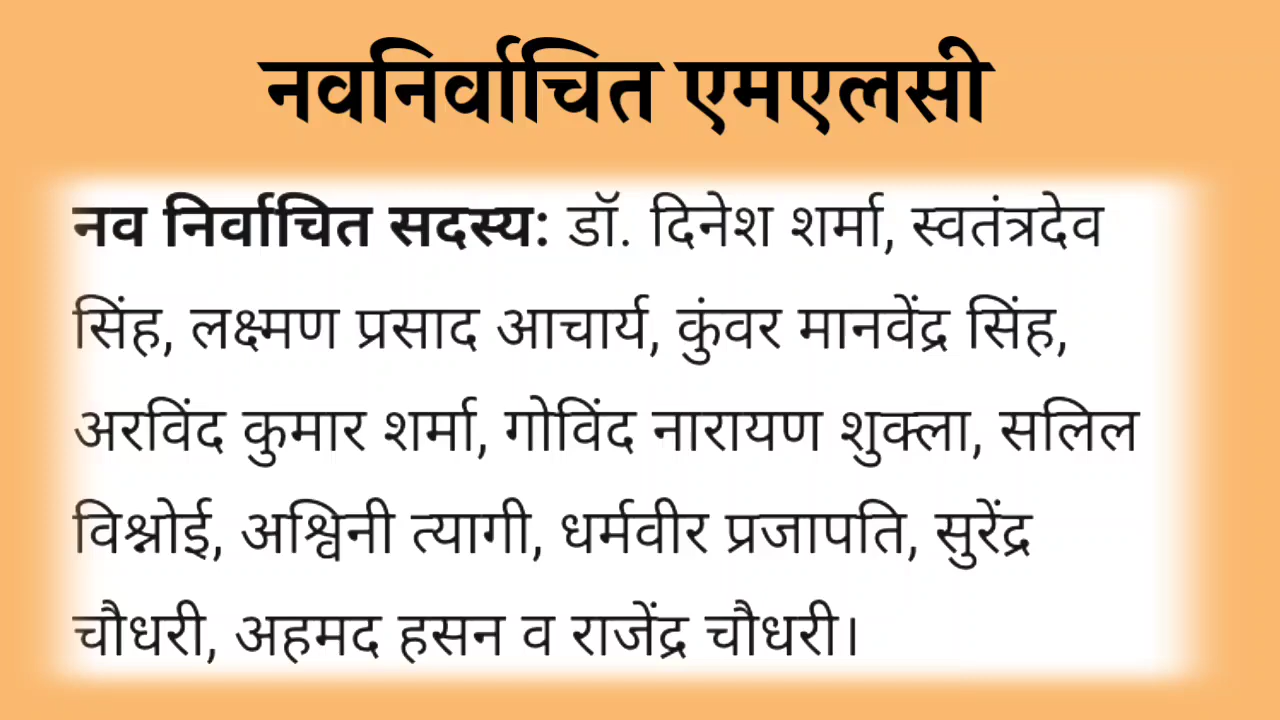 नवनिर्वाचित एमएलसी
नव निर्वाचित सदस्य: डॉ. दिनेश शर्मा, स्वतंत्रदेव
सिंह, लक्ष्मण प्रसाद आचार्य, कुंवर मानवेंद्र सिंह,
अरविंद कुमार शर्मा, गोविंद नारायण शुक्ला, सलिल
विश्नोई, अश्विनी त्यागी, धर्मवीर प्रजापति, सुरेंद्र
चौधरी, अहमद हसन व राजेंद्र चौधरी।